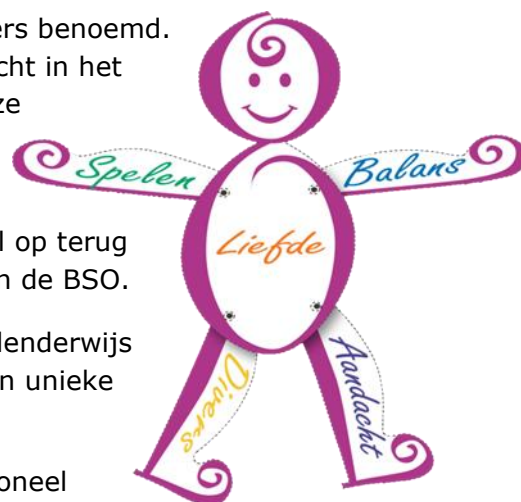 ers benoemd.
cht in het
ze
l op terug
n de BSO.
lenderwijs
n unieke
oneel
Spelen
Balans
Liefde
Divers
Aandacht